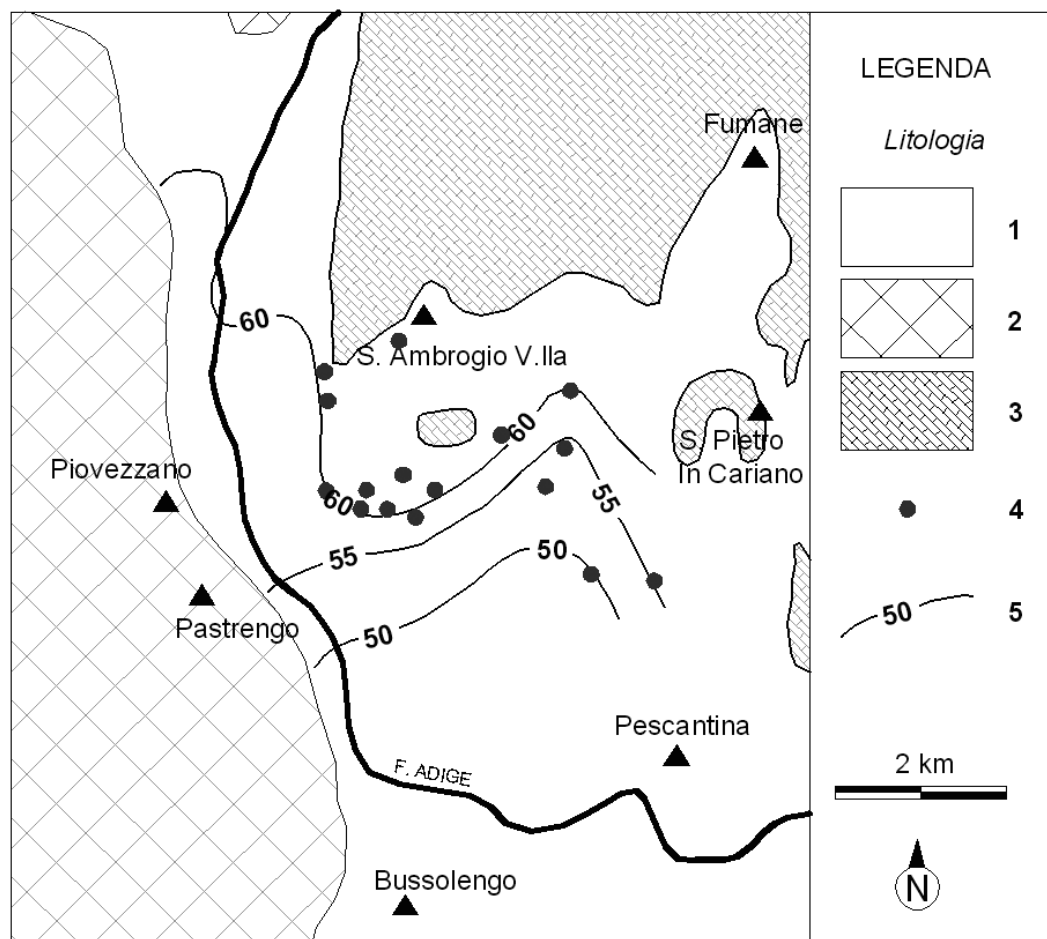 LEGENDA
Litologia
1
2
3
4
50
5
2 km
N
Fumane
60
S. Ambrogio V.lla
60
S. Pietro
In Cariano
Piovezzano
60
55
55
50
Pastrengo
50
Pescantina
F. ADIGE
Bussolengo